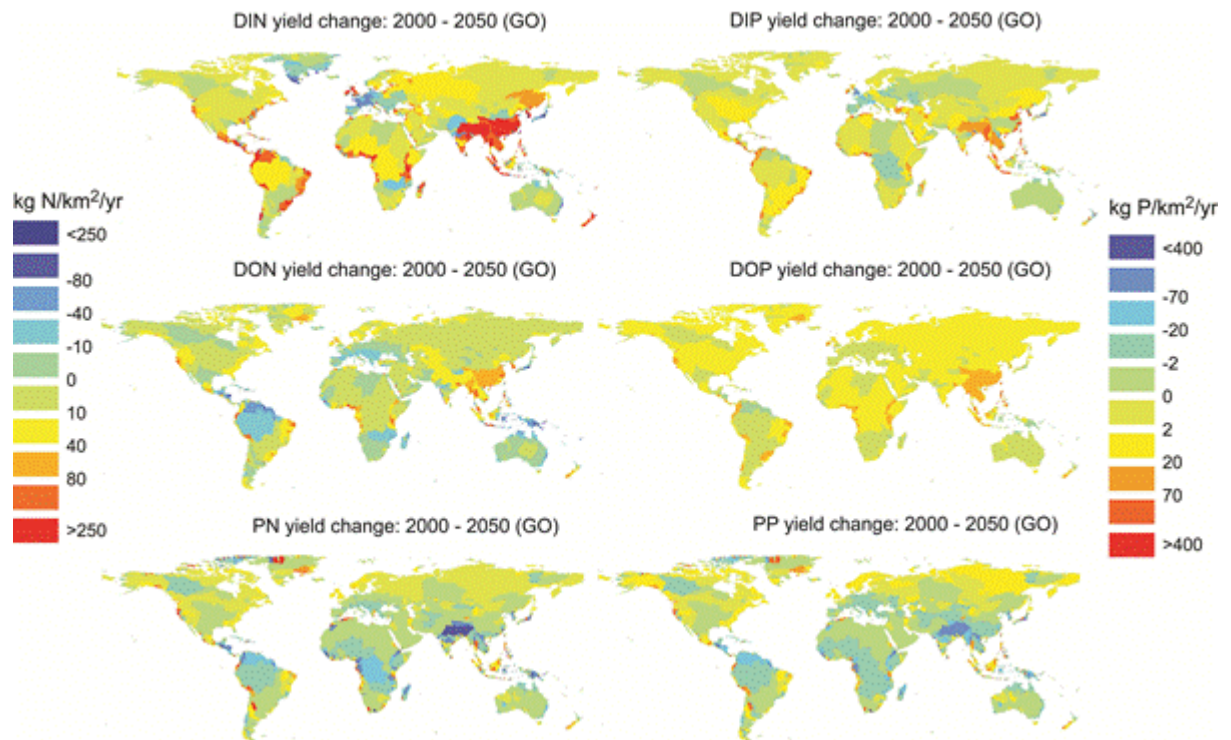 DIN yield change: 2000 - 2050 (GO)
DIP yield change: 2000 - 2050 (GO)
kg N/km²/yr
<250
-80
-40
-10
0
10
40
80
>250
kg P/km²/yr
<400
-70
-20
-2
0
2
20
70
>400
DON yield change: 2000 - 2050 (GO)
DOP yield change: 2000 - 2050 (GO)
PN yield change: 2000 - 2050 (GO)
PP yield change: 2000 - 2050 (GO)